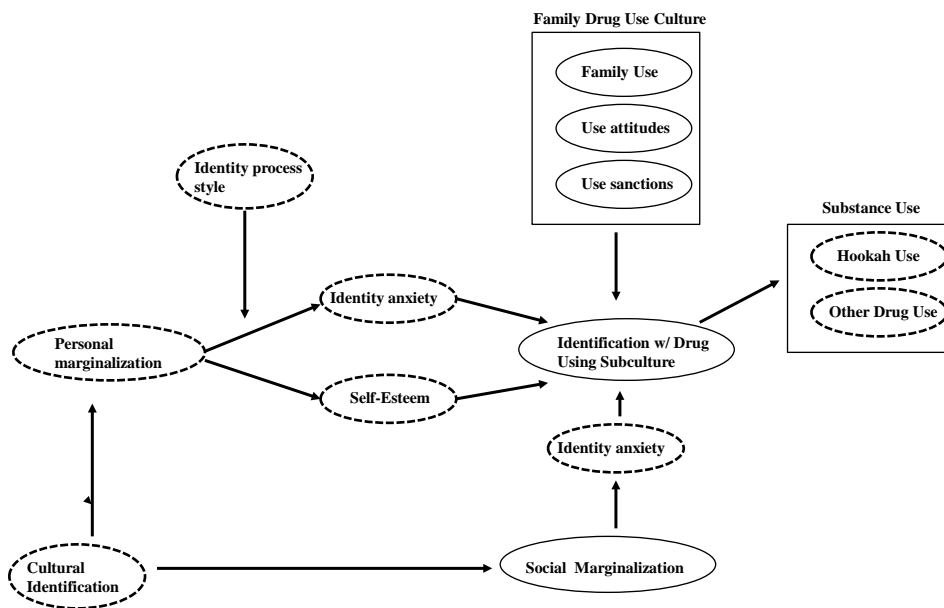 Family Drug Use Culture
Family Use
Use attitudes
Use sanctions
Identity process
style
Substance Use
Hookah Use
Other Drug Use
Identity anxiety
Personal
marginalization
Identification w/ Drug
Using Subculture
Self-Esteem
Identity anxiety
Cultural
Identification
Social  Marginalization